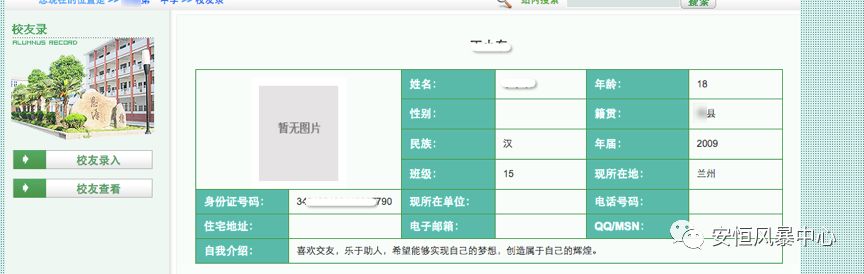 您现在的位置是 >> 第一中学 >> 校友录
站内搜索
搜索
校友录
ALUMNUS RECORD
校友录入
校友查看
暂无图片
姓名：
年龄： 18
性别：
籍贯： 县
民族： 汉
年届： 2009
班级： 15
现所在地： 兰州
身份证号码： 34 790
现所在单位：
电话号码：
住宅地址：
电子邮箱：
QQ/MSN：
自我介绍： 喜欢交友，乐于助人，希望能够实现自己的梦想，创造属于自己的辉煌。
安恒风暴中心